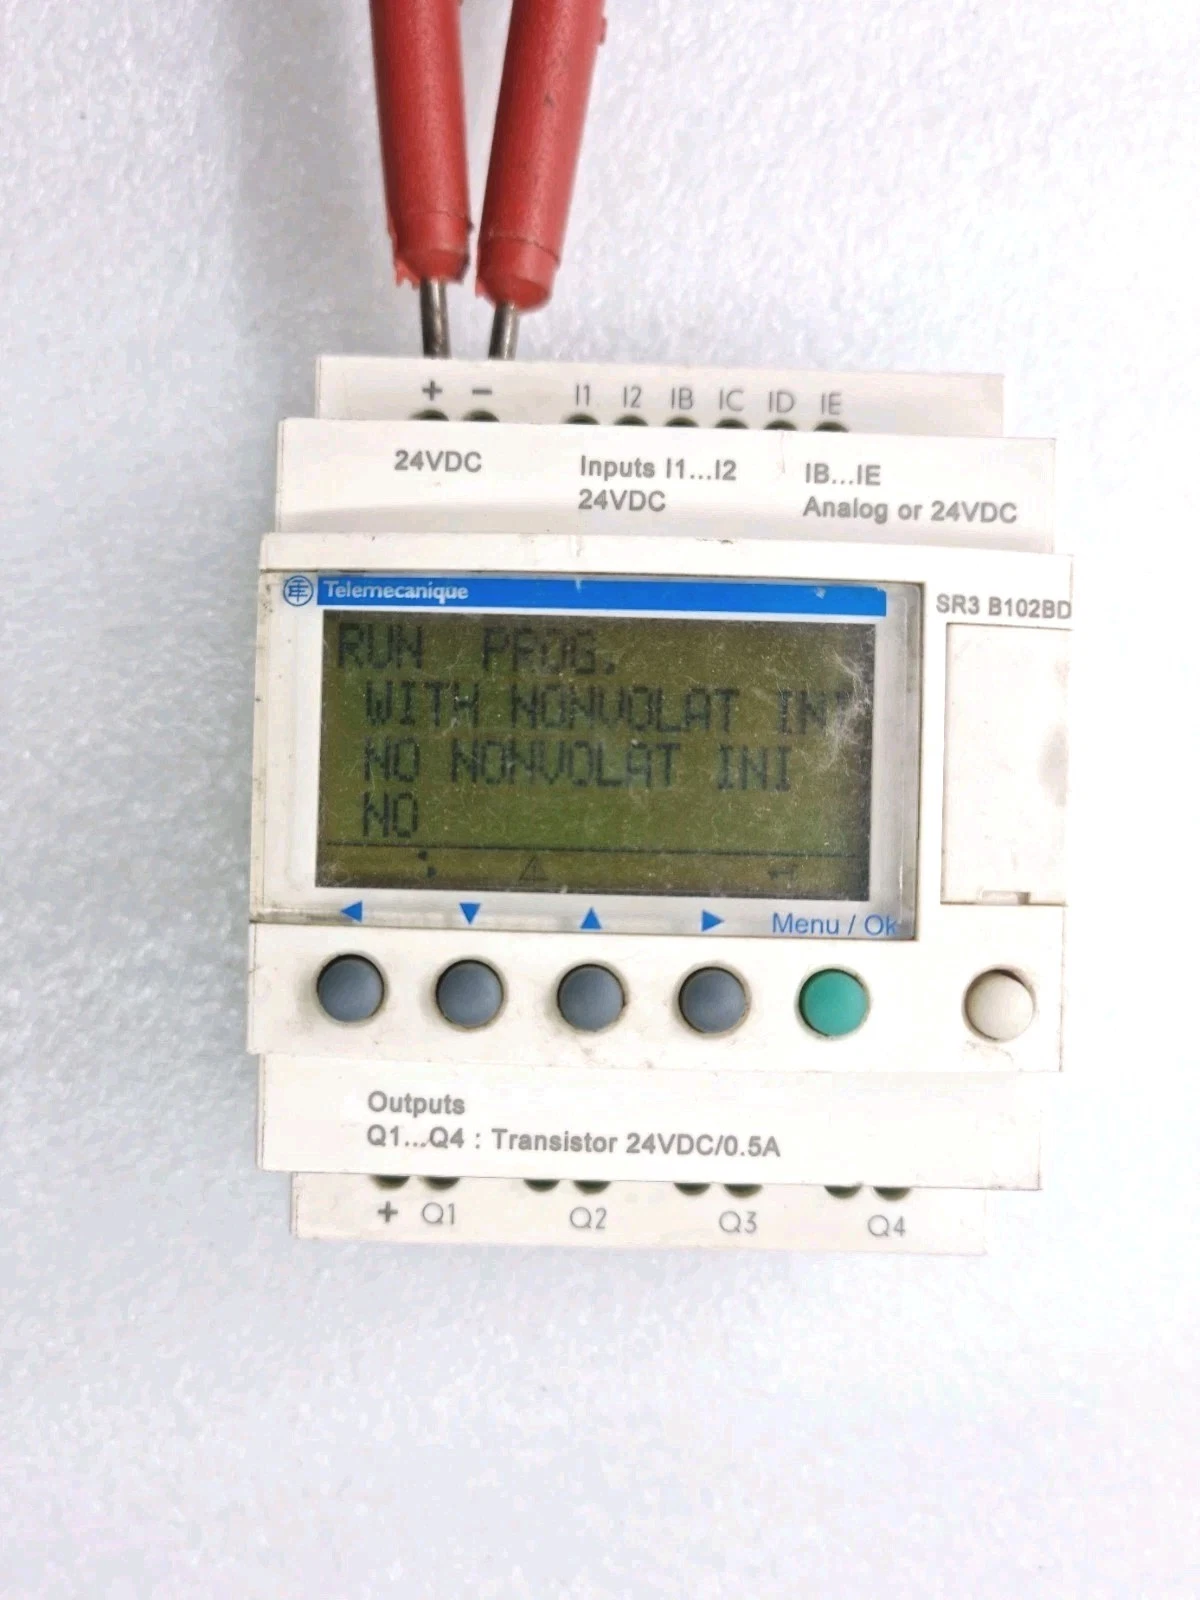 + − I1 I2 IB IC ID IE
24VDC
Inputs I1...I2
24VDC
IB...IE
Analog or 24VDC
Telemecanique
SR3 B102BD
RUN PROG.
WITH NONVOLAT INI
NO NONVOLAT INI
NO
Menu / Ok
Outputs
Q1...Q4 : Transistor 24VDC/0.5A
+ Q1 Q2 Q3 Q4